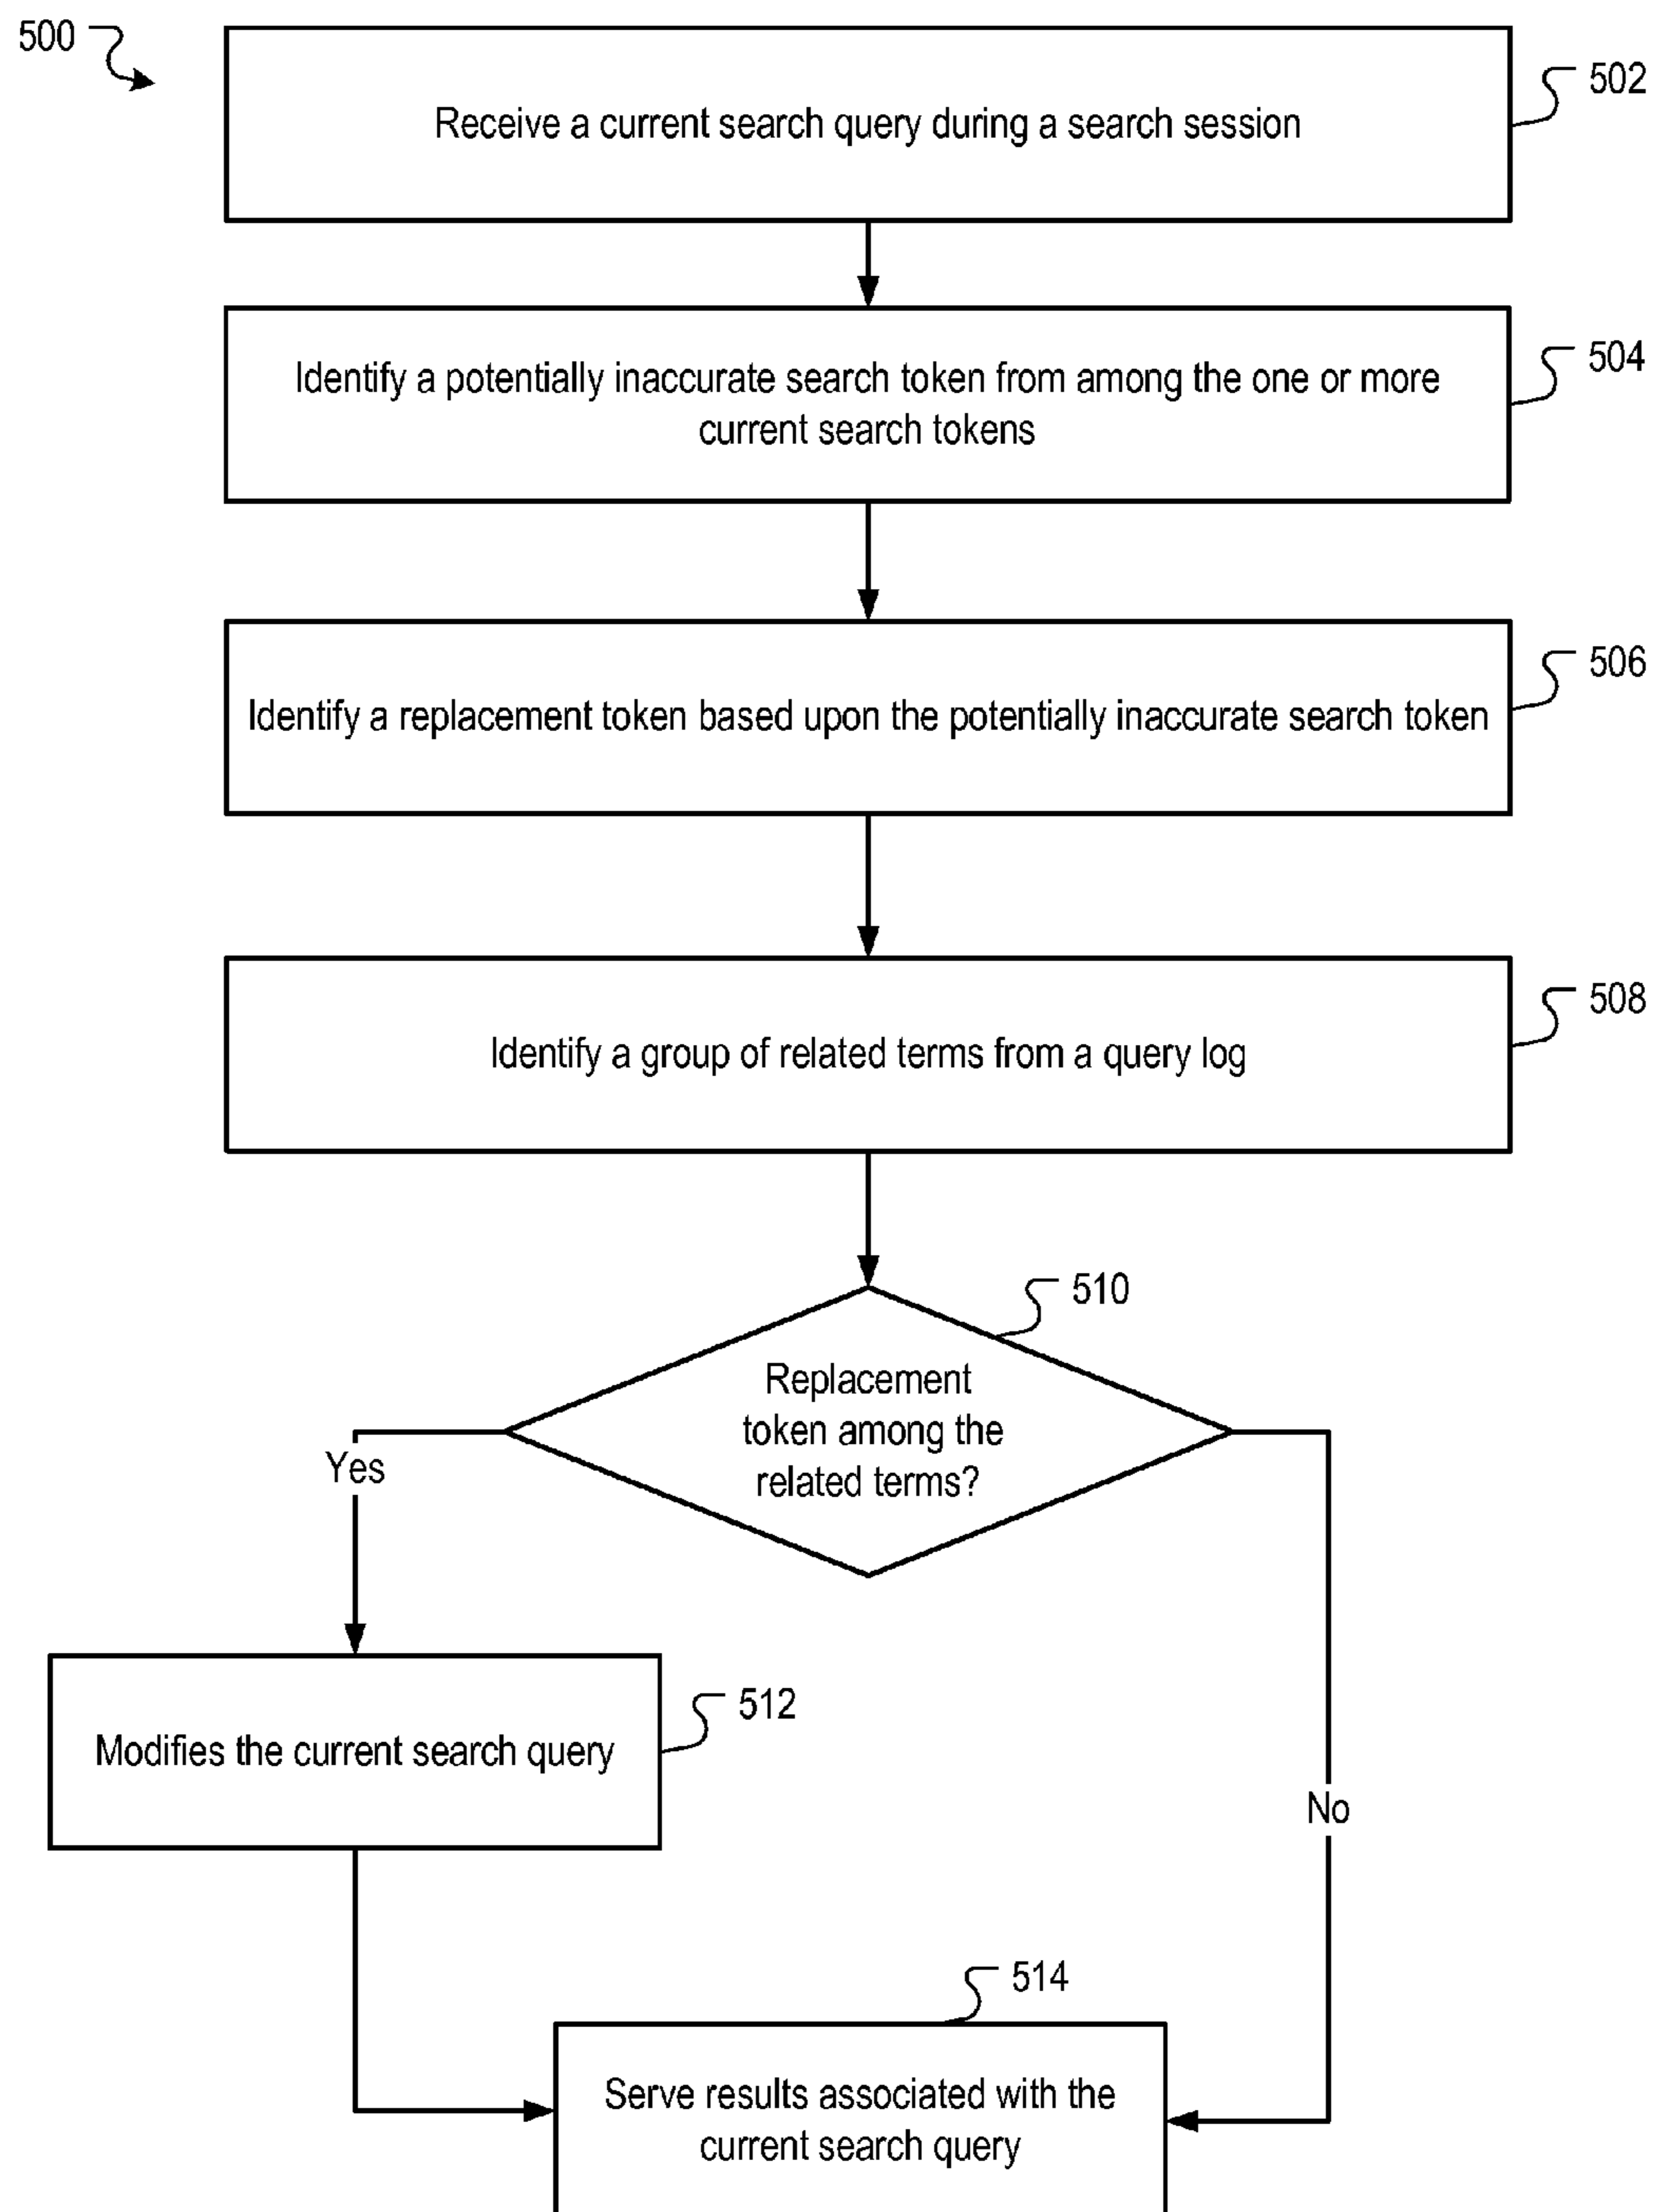 500
502
Receive a current search query during a search session
504
Identify a potentially inaccurate search token from among the one or more
current search tokens
506
Identify a replacement token based upon the potentially inaccurate search token
508
Identify a group of related terms from a query log
510
Replacement
token among the
related terms?
Yes
512
Modifies the current search query
No
514
Serve results associated with the
current search query